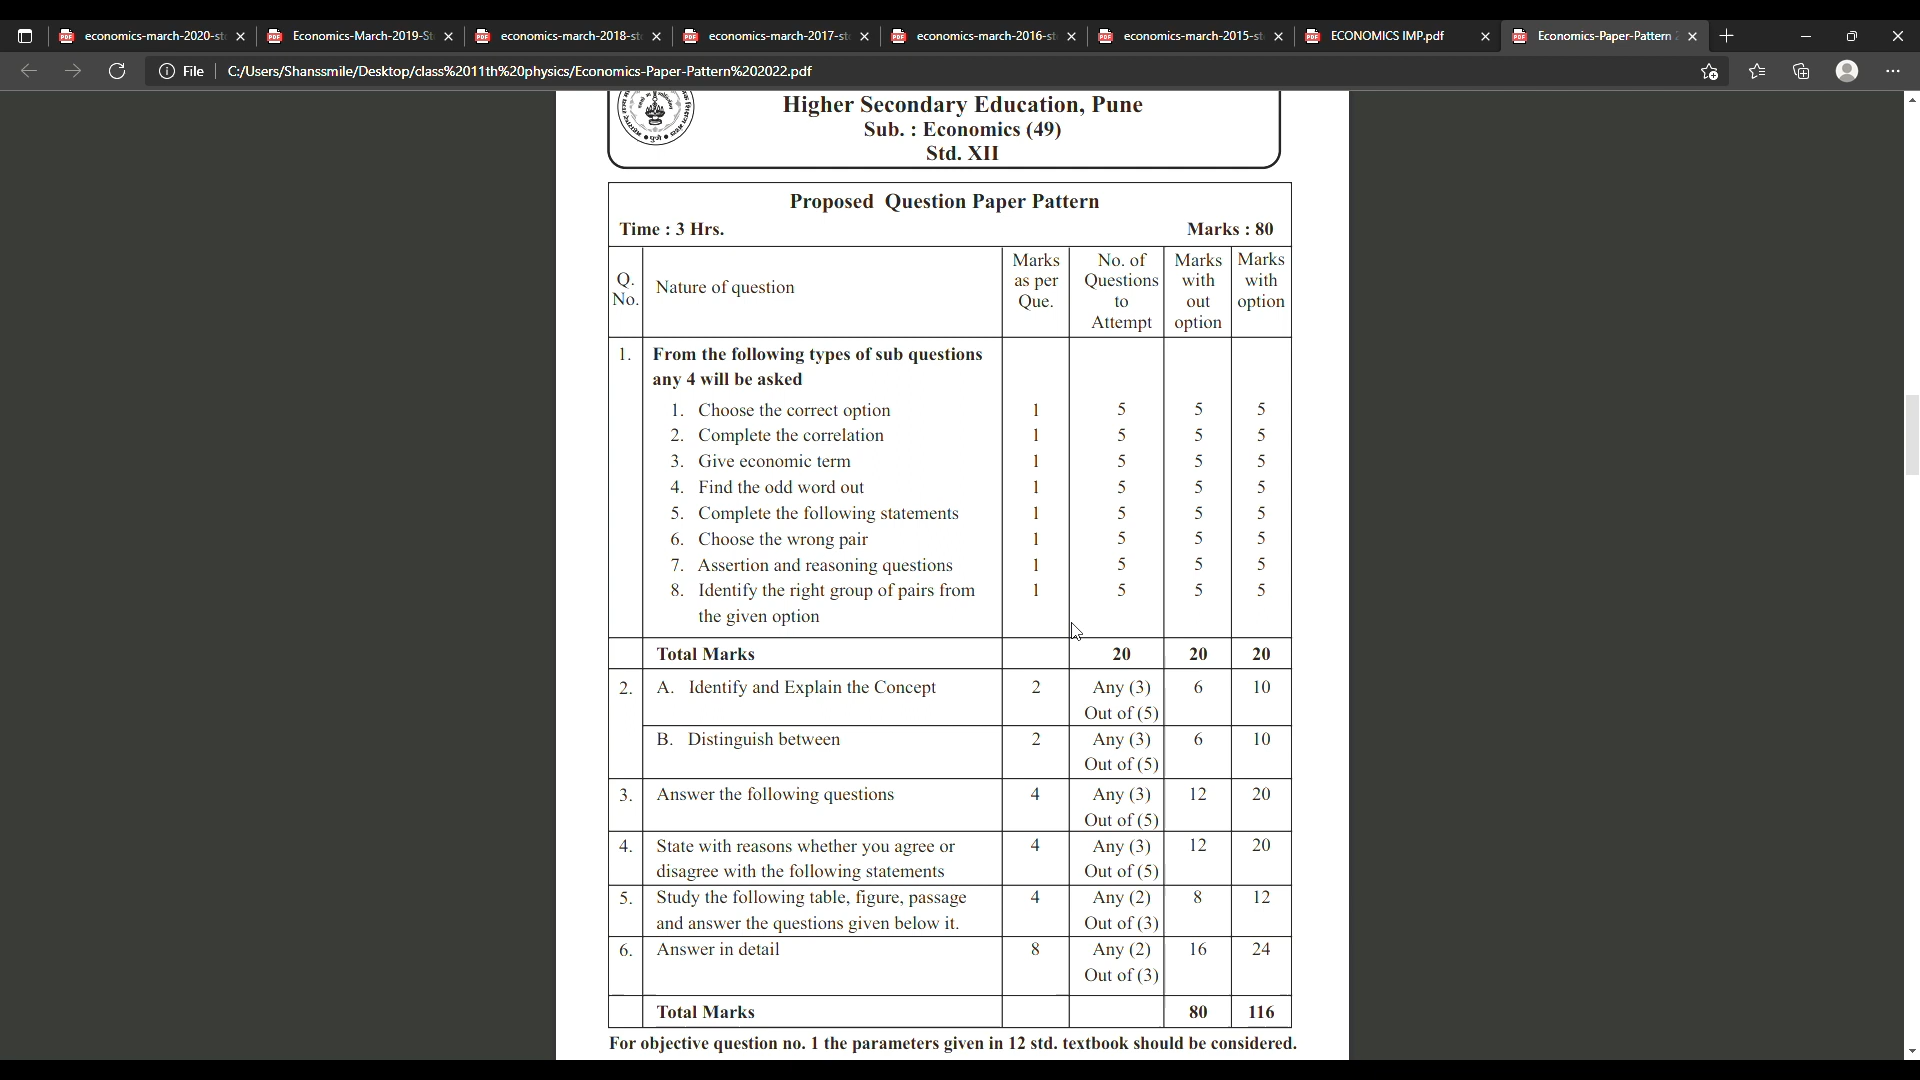 economics-march-2020-st
Economics-March-2019-St
economics-march-2018-st
economics-march-2017-st
economics-march-2016-st
economics-march-2015-st
ECONOMICS IMP.pdf
Economics-Paper-Pattern
File
C:/Users/Shanssmile/Desktop/class%2011th%20physics/Economics-Paper-Pattern%202022.pdf
Higher Secondary Education, Pune
Sub. : Economics (49)
Std. XII
Proposed Question Paper Pattern
Time : 3 Hrs. Marks : 80
Q. No. Nature of question Marks as per Que. No. of Questions to Attempt Marks with out option Marks with option
1. From the following types of sub questions
any 4 will be asked
1. Choose the correct option 1 5 5 5
2. Complete the correlation 1 5 5 5
3. Give economic term 1 5 5 5
4. Find the odd word out 1 5 5 5
5. Complete the following statements 1 5 5 5
6. Choose the wrong pair 1 5 5 5
7. Assertion and reasoning questions 1 5 5 5
8. Identify the right group of pairs from 1 5 5 5
the given option
Total Marks 20 20 20
2. A. Identify and Explain the Concept 2 Any (3) 6 10
Out of (5)
B. Distinguish between 2 Any (3) 6 10
Out of (5)
3. Answer the following questions 4 Any (3) 12 20
Out of (5)
4. State with reasons whether you agree or 4 Any (3) 12 20
disagree with the following statements Out of (5)
5. Study the following table, figure, passage 4 Any (2) 8 12
and answer the questions given below it. Out of (3)
6. Answer in detail 8 Any (2) 16 24
Out of (3)
Total Marks 80 116
For objective question no. 1 the parameters given in 12 std. textbook should be considered.